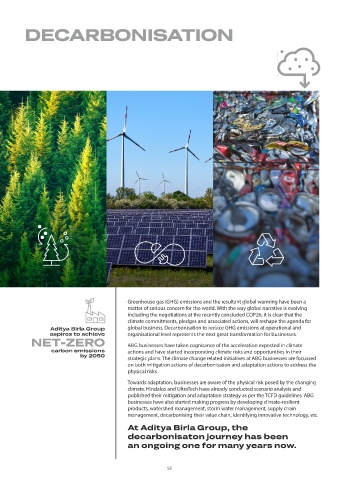 DECARBONISATION
Aditya Birla Group
aspires to achieve
NET-ZERO
carbon emissions
by 2050
Greenhouse gas (GHG) emissions and the resultant global warming have been a
matter of serious concern for the world. With the way global narrative is evolving
including the negotiations at the recently concluded COP26, it is clear that the
climate commitments, pledges and associated actions, will reshape the agenda for
global business. Decarbonisation to reduce GHG emissions at operational and
organisational level represents the next great transformation for businesses.
ABG businesses have taken cognisance of the acceleration expected in climate
actions and have started incorporating climate risks and opportunities in their
strategic plans. The climate change related initiatives at ABG businesses are focussed
on both mitigation actions of decarbonisation and adaptation actions to address the
physical risks.
Towards adaptation, businesses are aware of the physical risk posed by the changing
climate. Hindalco and UltraTech have already conducted scenario analysis and
published their mitigation and adaptation strategy as per the TCFD guidelines. ABG
businesses have also started making progress by developing climate-resilient
products, watershed management, storm water management, supply chain
management, decarbonising their value chain, identifying innovative technology, etc.
At Aditya Birla Group, the
decarbonisaton journey has been
an ongoing one for many years now.